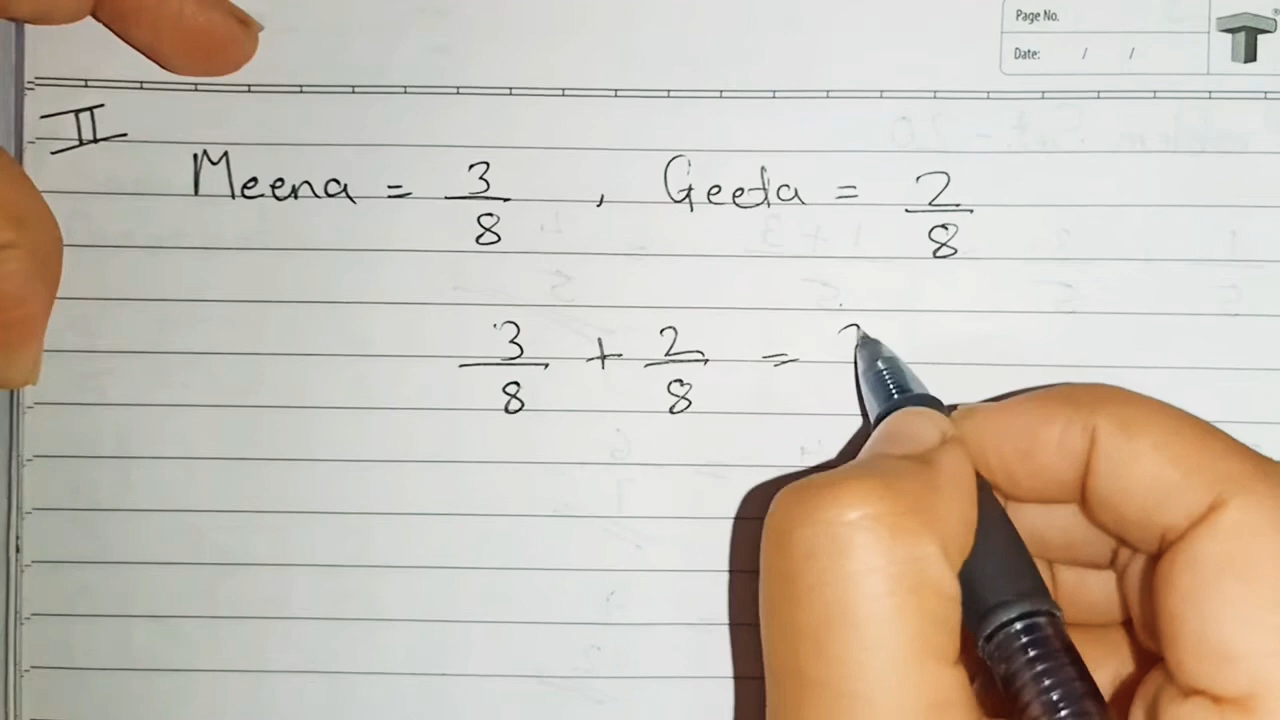 Page No.
Date: / /
II
Meena = 3/8 , Geeta = 2/8
3/8 + 2/8 =